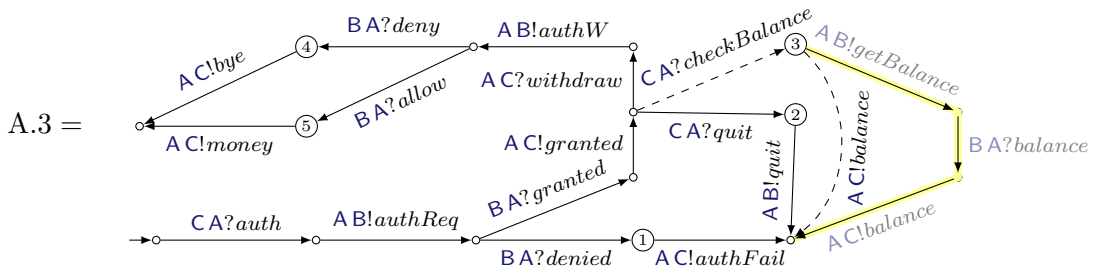 A.3 =
B A?deny
A B!authW
C A?checkBalance
A B!getBalance
4
3
A C!bye
A C?withdraw
B A?allow
5
2
A C!money
C A?quit
A C!granted
A B!quit
A C!balance
B A?balance
B A?granted
C A?auth
A B!authReq
A C!balance
B A?denied
1
A C!authFail